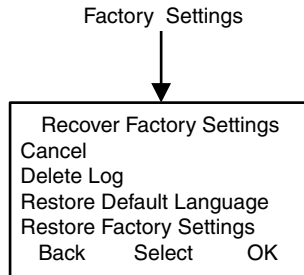 Factory Settings
Recover Factory Settings
Cancel
Delete Log
Restore Default Language
Restore Factory Settings
Back Select OK